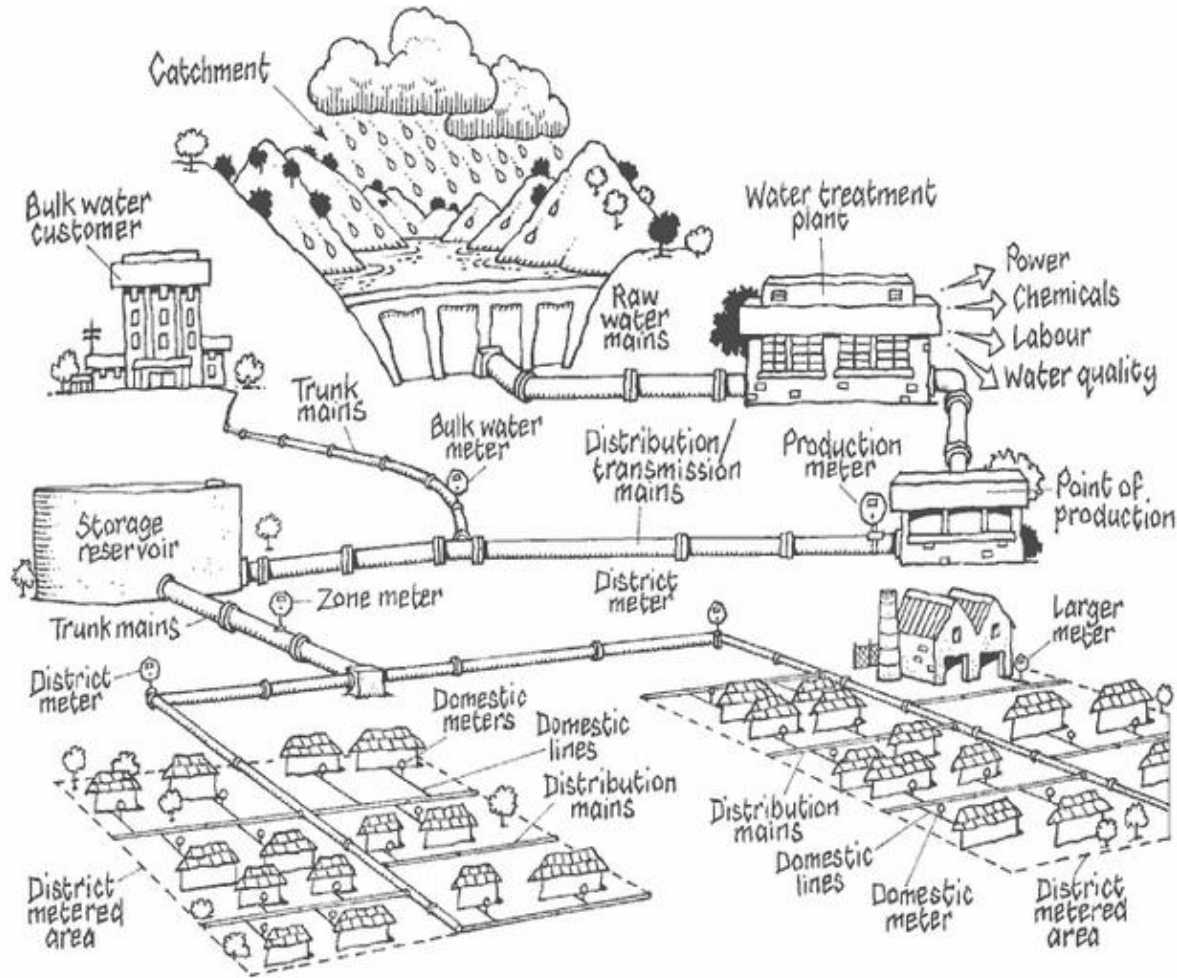 Catchment
Bulk water
customer
Water treatment
plant
Power
Chemicals
Labour
Water quality
Raw
water
mains
Trunk
mains
Bulk water
meter
Distribution
transmission
mains
Production
meter
Point of
production
Storage
reservoir
Zone meter
District
meter
Larger
meter
Trunk mains
District
meter
Domestic
meters
Domestic
lines
Distribution
mains
Distribution
mains
Domestic
lines
Domestic
meter
District
metered
area
District
metered
area